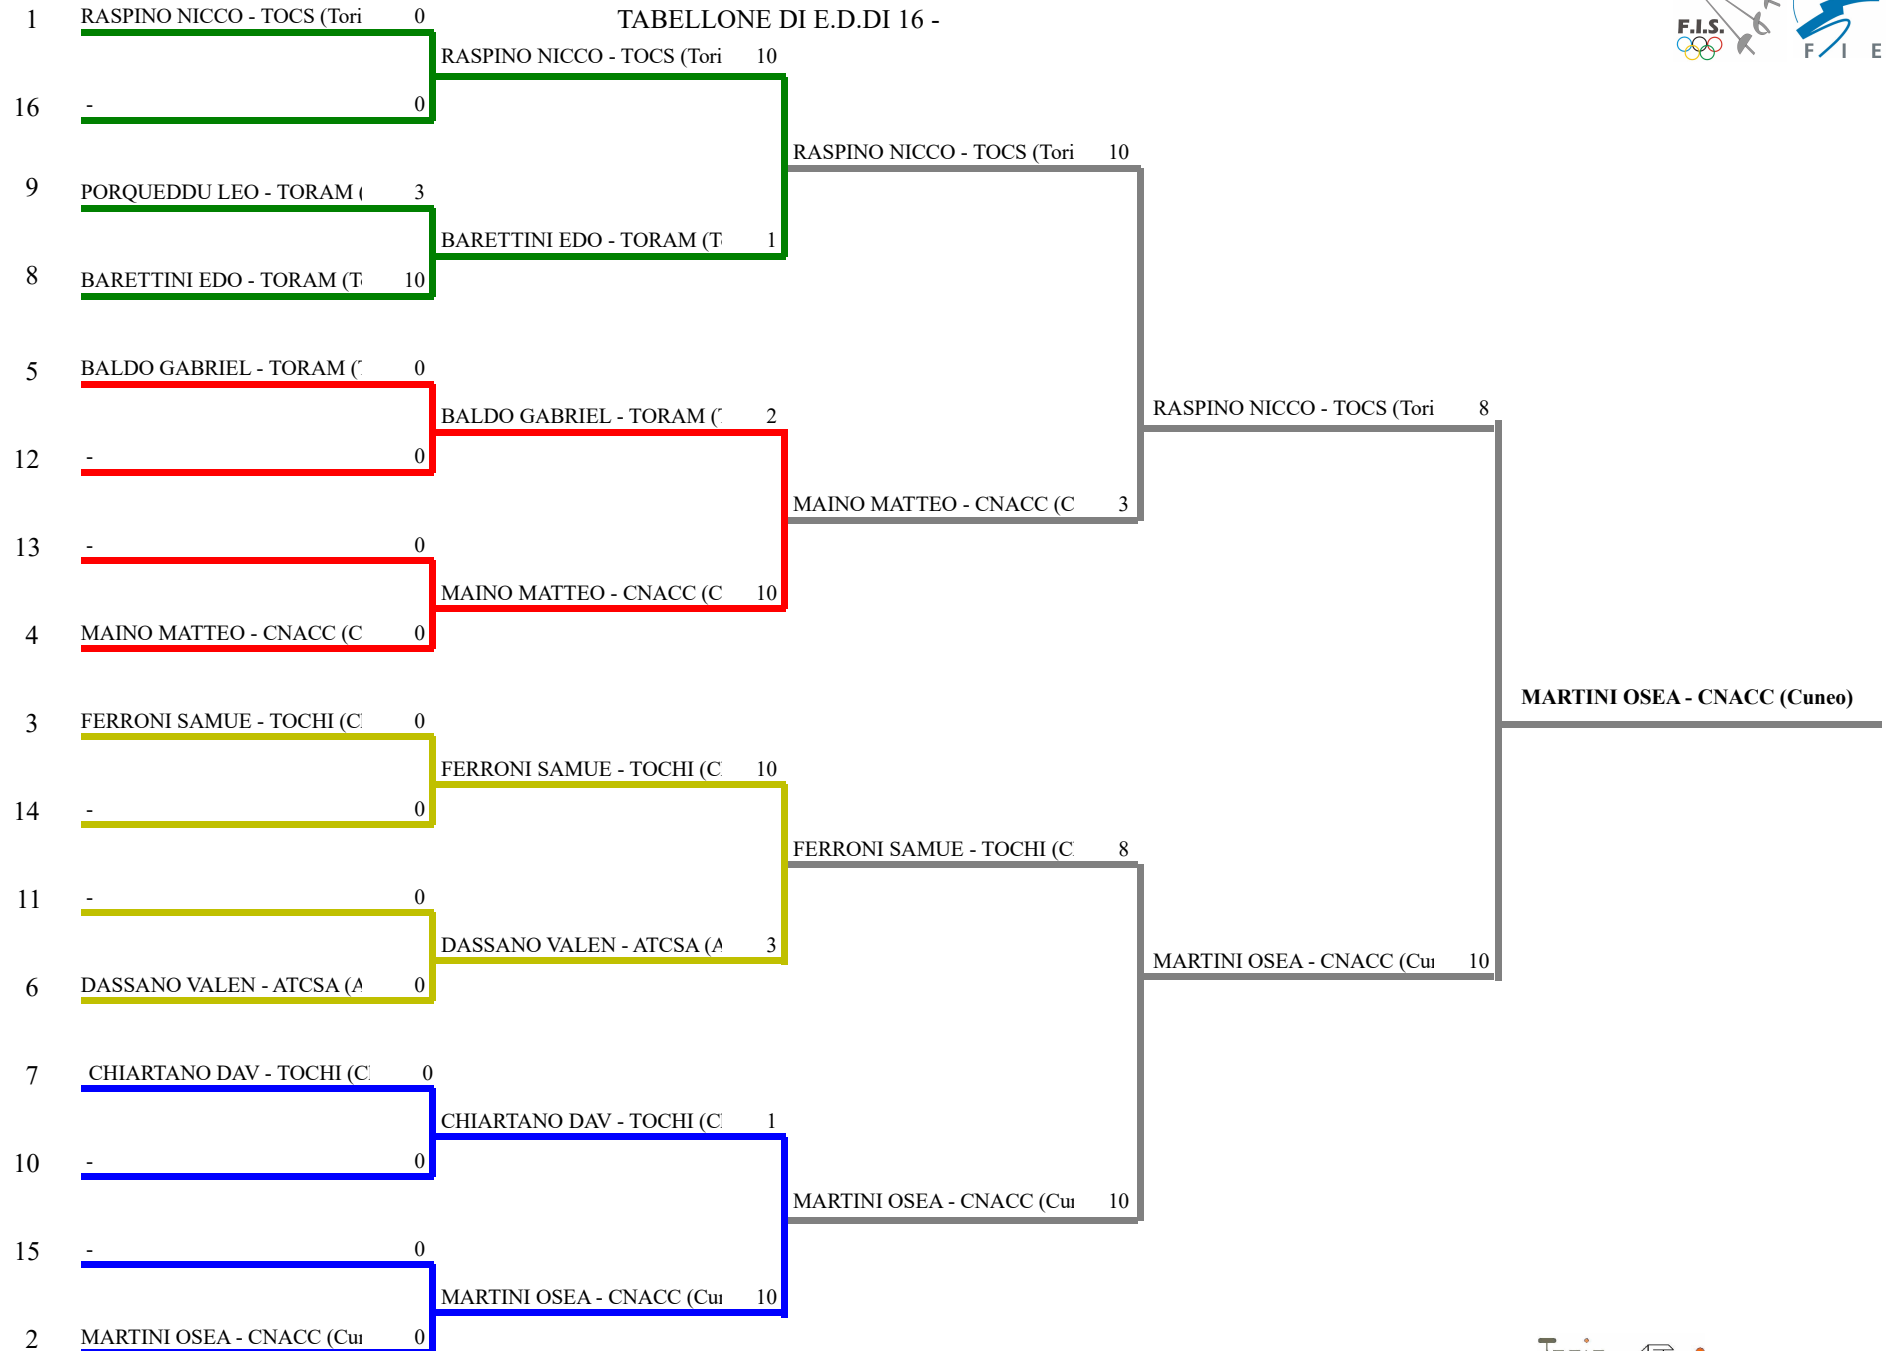 TABELLONE DI E.D.DI 16 -
F.I.S.
F I E
1 RASPINO NICCO - TOCS (Tori 0
RASPINO NICCO - TOCS (Tori 10
16 - 0
RASPINO NICCO - TOCS (Tori 10
9 PORQUEDDU LEO - TORAM ( 3
BARETTINI EDO - TORAM (T 1
8 BARETTINI EDO - TORAM (T 10
5 BALDO GABRIEL - TORAM ( 0
BALDO GABRIEL - TORAM ( 2
RASPINO NICCO - TOCS (Tori 8
12 - 0
MAINO MATTEO - CNACC (C 3
13 - 0
MAINO MATTEO - CNACC (C 10
4 MAINO MATTEO - CNACC (C 0
MARTINI OSEA - CNACC (Cuneo)
3 FERRONI SAMUE - TOCHI (C 0
FERRONI SAMUE - TOCHI (C 10
14 - 0
FERRONI SAMUE - TOCHI (C 8
11 - 0
DASSANO VALEN - ATCSA (A 3
MARTINI OSEA - CNACC (Cu 10
6 DASSANO VALEN - ATCSA (A 0
7 CHIARTANO DAV - TOCHI (C 0
CHIARTANO DAV - TOCHI (C 1
10 - 0
MARTINI OSEA - CNACC (Cu 10
15 - 0
MARTINI OSEA - CNACC (Cu 10
2 MARTINI OSEA - CNACC (Cu 0